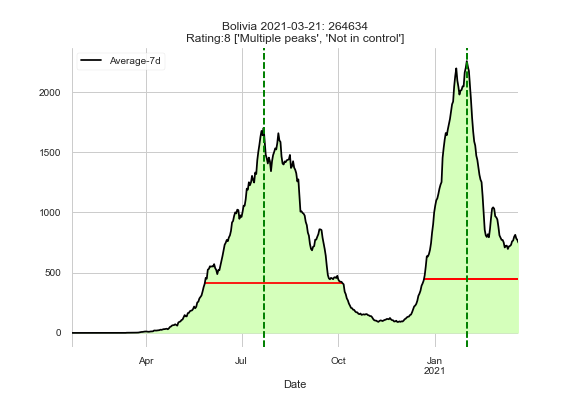 Bolivia 2021-03-21: 264634
Rating:8 ['Multiple peaks', 'Not in control']
Average-7d
2000
1500
1000
500
0
Apr
Jul
Oct
Jan
2021
Date